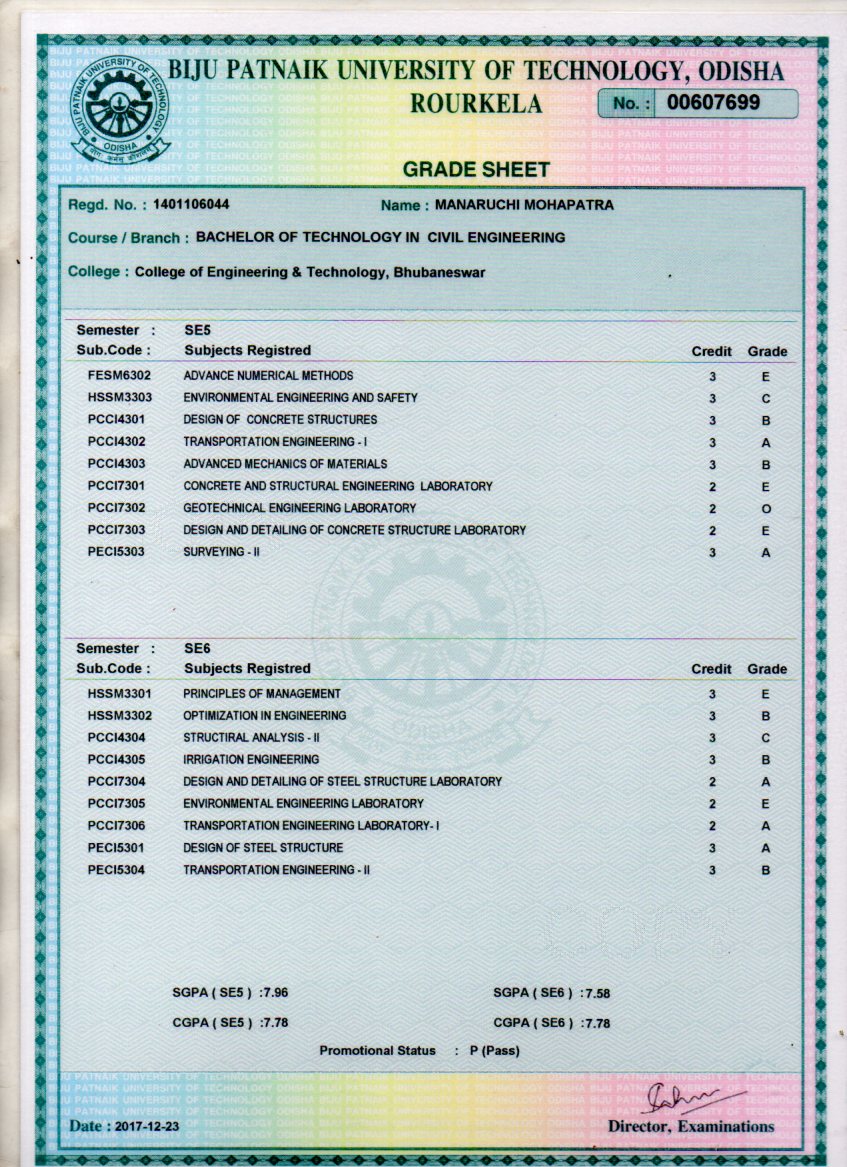 BIJU PATNAIK UNIVERSITY OF TECHNOLOGY, ODISHA
ROURKELA
No. : 00607699
BIJU PATNAIK UNIVERSITY OF TECHNOLOGY
ODISHA
योगः कर्मसु कौशलम्
GRADE SHEET
Regd. No. : 1401106044 Name : MANARUCHI MOHAPATRA
Course / Branch : BACHELOR OF TECHNOLOGY IN CIVIL ENGINEERING
College : College of Engineering & Technology, Bhubaneswar
Semester : SE5
Sub.Code : Subjects Registred Credit Grade
FESM6302 ADVANCE NUMERICAL METHODS 3 E
HSSM3303 ENVIRONMENTAL ENGINEERING AND SAFETY 3 C
PCCI4301 DESIGN OF CONCRETE STRUCTURES 3 B
PCCI4302 TRANSPORTATION ENGINEERING - I 3 A
PCCI4303 ADVANCED MECHANICS OF MATERIALS 3 B
PCCI7301 CONCRETE AND STRUCTURAL ENGINEERING LABORATORY 2 E
PCCI7302 GEOTECHNICAL ENGINEERING LABORATORY 2 O
PCCI7303 DESIGN AND DETAILING OF CONCRETE STRUCTURE LABORATORY 2 E
PECI5303 SURVEYING - II 3 A
Semester : SE6
Sub.Code : Subjects Registred Credit Grade
HSSM3301 PRINCIPLES OF MANAGEMENT 3 E
HSSM3302 OPTIMIZATION IN ENGINEERING 3 B
PCCI4304 STRUCTIRAL ANALYSIS - II 3 C
PCCI4305 IRRIGATION ENGINEERING 3 B
PCCI7304 DESIGN AND DETAILING OF STEEL STRUCTURE LABORATORY 2 A
PCCI7305 ENVIRONMENTAL ENGINEERING LABORATORY 2 E
PCCI7306 TRANSPORTATION ENGINEERING LABORATORY- I 2 A
PECI5301 DESIGN OF STEEL STRUCTURE 3 A
PECI5304 TRANSPORTATION ENGINEERING - II 3 B
COPY
SGPA ( SE5 ) :7.96 SGPA ( SE6 ) :7.58
CGPA ( SE5 ) :7.78 CGPA ( SE6 ) :7.78
Promotional Status : P (Pass)
Date : 2017-12-23 Director, Examinations